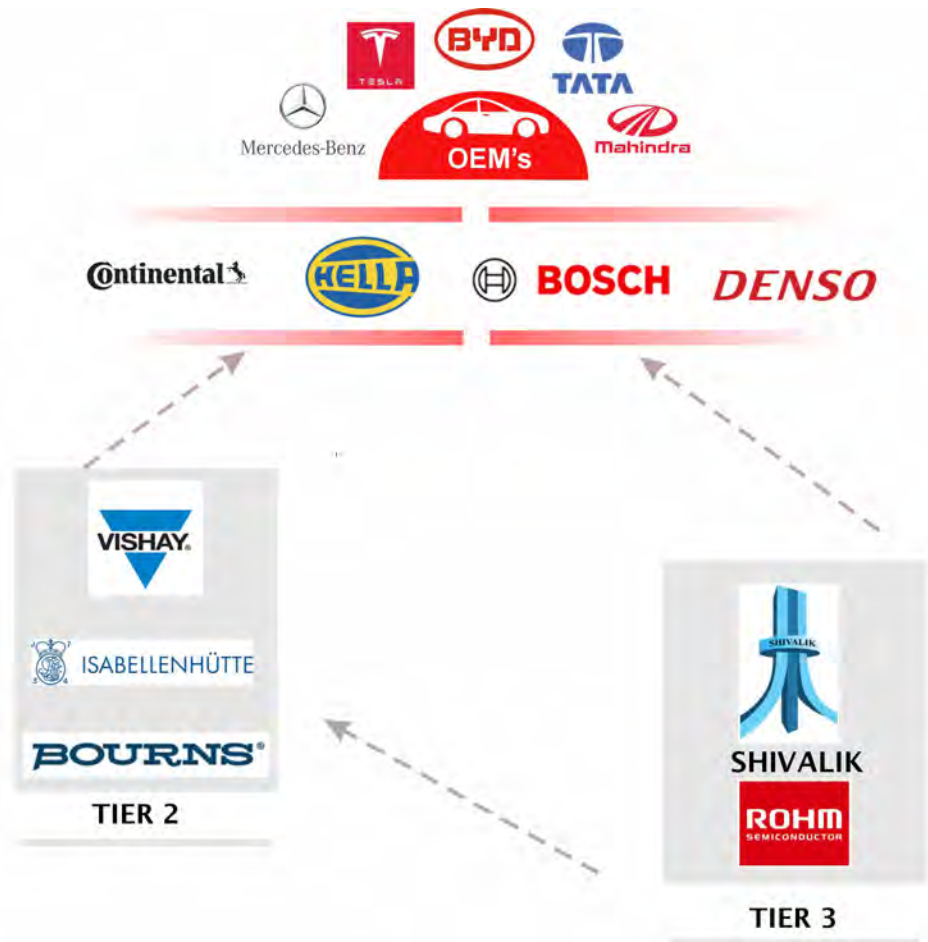 TESLA
BYD
TATA
Mercedes-Benz
OEM's
Mahindra
Continental
HELLA
BOSCH
DENSO
VISHAY®
ISABELLENHÜTTE
BOURNS®
TIER 2
SHIVALIK
SHIVALIK
ROHM
SEMICONDUCTOR
TIER 3